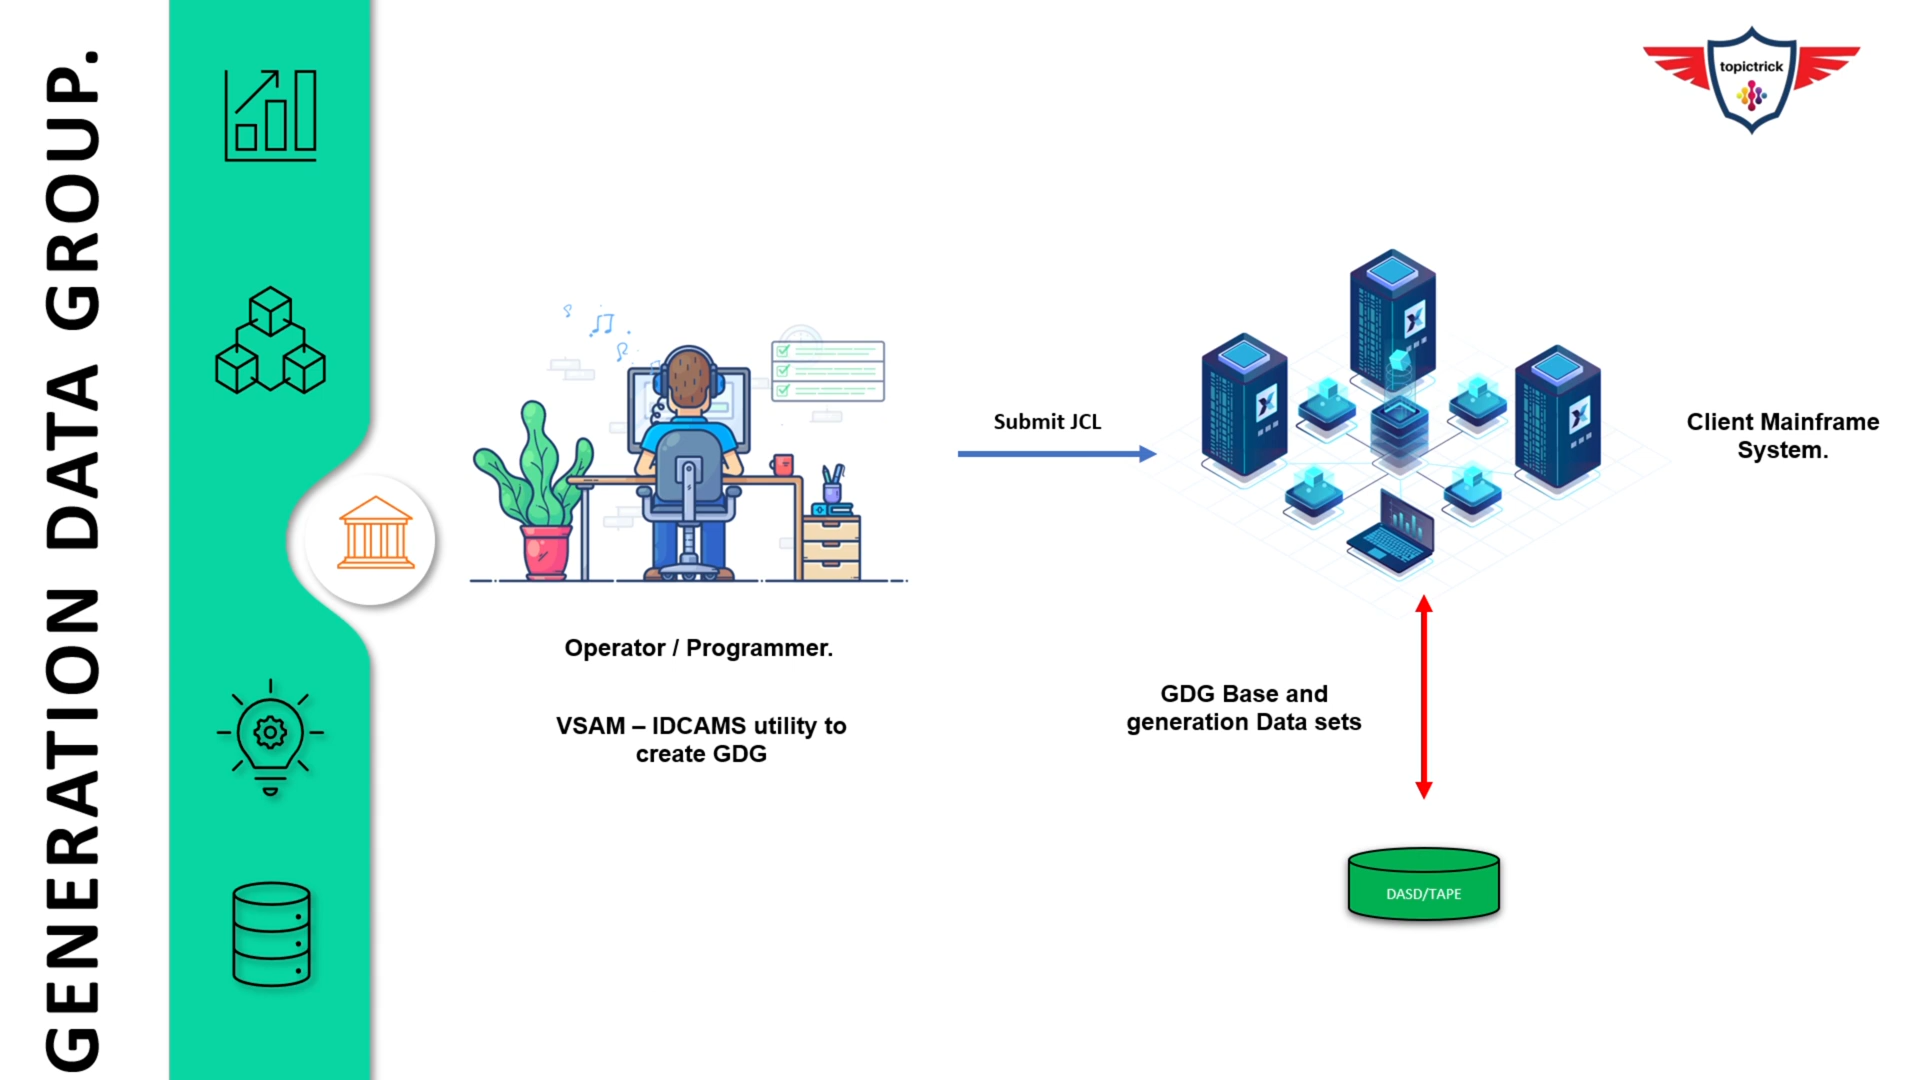 GENERATION DATA GROUP.
topictrick
Submit JCL
Client Mainframe
System.
Operator / Programmer.
VSAM – IDCAMS utility to
create GDG
GDG Base and
generation Data sets
DASD/TAPE